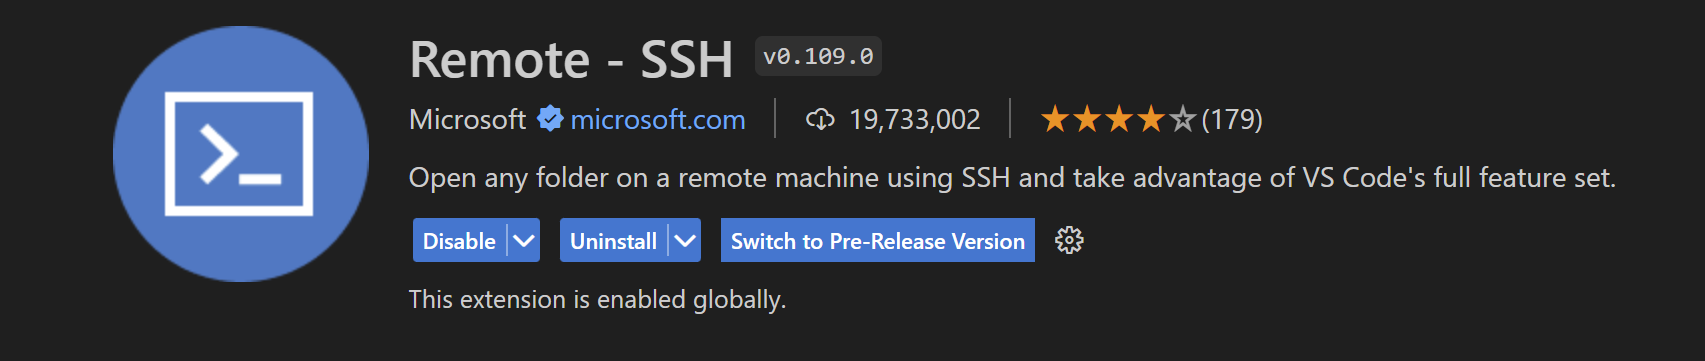 Remote - SSH v0.109.0
Microsoft microsoft.com 19,733,002 (179)
Open any folder on a remote machine using SSH and take advantage of VS Code's full feature set.
Disable Uninstall Switch to Pre-Release Version
This extension is enabled globally.